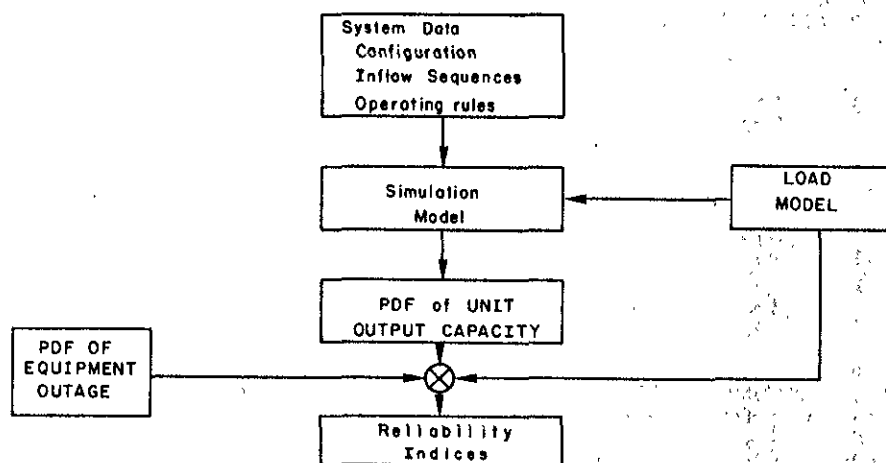 System Data
Configuration
Inflow Sequences
Operating rules
Simulation
Model
LOAD
MODEL
PDF of UNIT
OUTPUT CAPACITY
PDF OF
EQUIPMENT
OUTAGE
Reliability
Indices